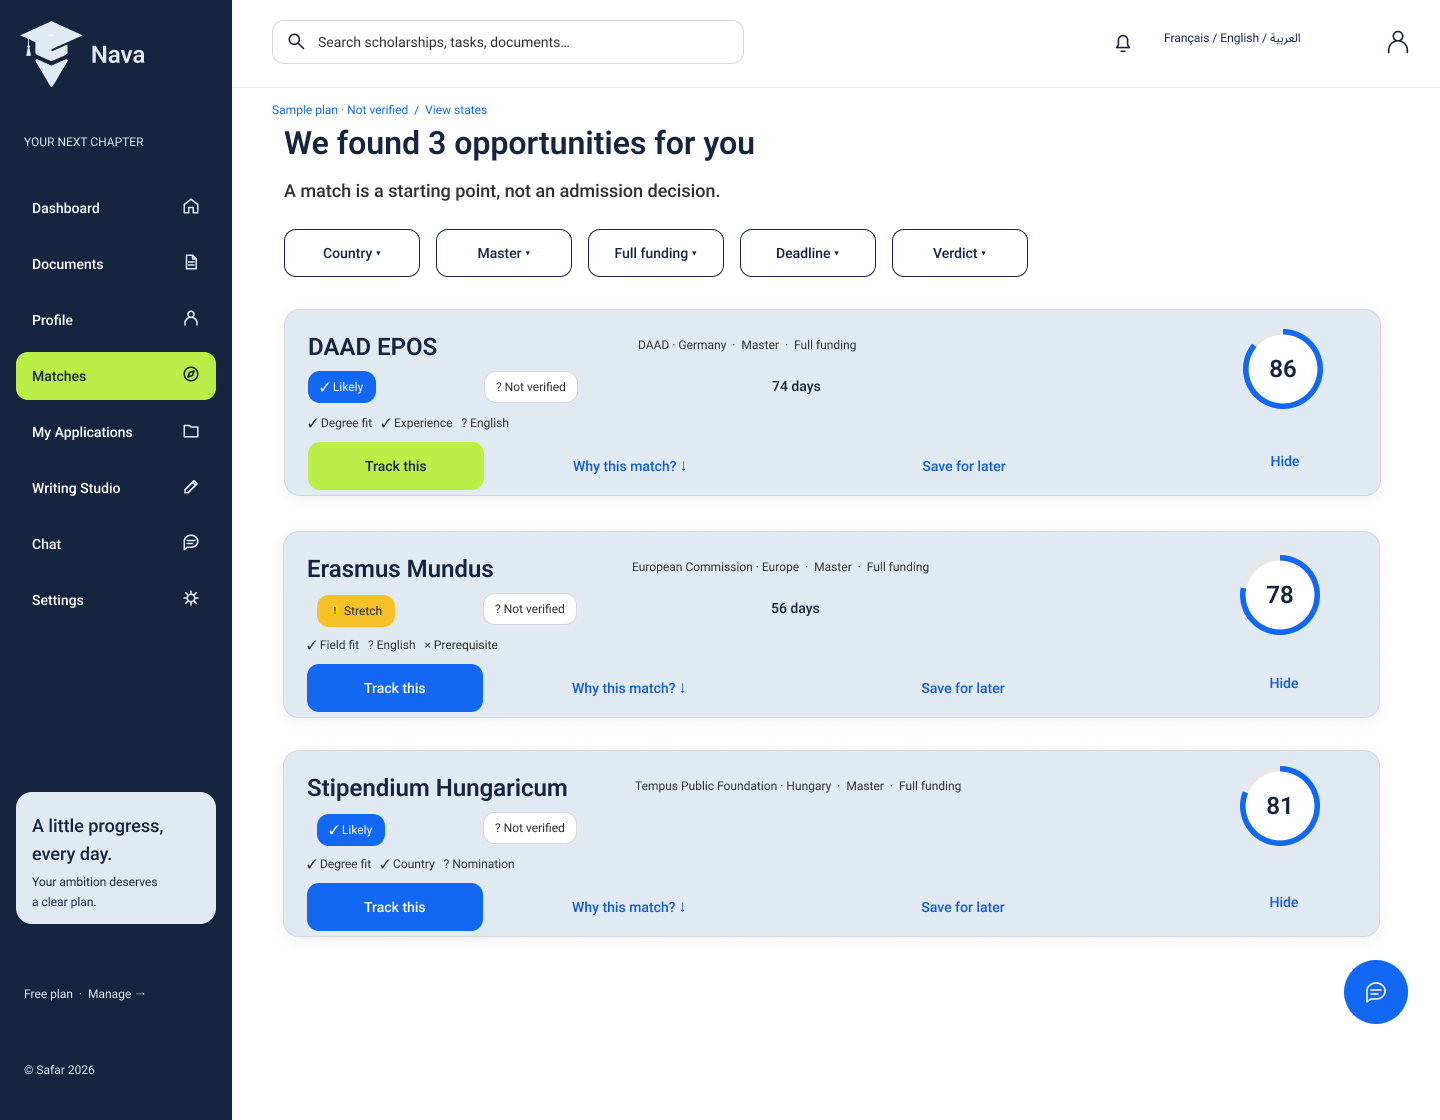 Nava
YOUR NEXT CHAPTER
Dashboard
Documents
Profile
Matches
My Applications
Writing Studio
Chat
Settings
A little progress,
every day.
Your ambition deserves
a clear plan.
Free plan · Manage →
© Safar 2026
Search scholarships, tasks, documents...
Français / English / العربية
Sample plan · Not verified / View states
We found 3 opportunities for you
A match is a starting point, not an admission decision.
Country ▾ Master ▾ Full funding ▾ Deadline ▾ Verdict ▾
DAAD EPOS DAAD · Germany · Master · Full funding
86
✓ Likely ? Not verified 74 days
✓ Degree fit ✓ Experience ? English
Track this Why this match? ↓ Save for later Hide
Erasmus Mundus European Commission · Europe · Master · Full funding
78
! Stretch ? Not verified 56 days
✓ Field fit ? English × Prerequisite
Track this Why this match? ↓ Save for later Hide
Stipendium Hungaricum Tempus Public Foundation · Hungary · Master · Full funding
81
✓ Likely ? Not verified
✓ Degree fit ✓ Country ? Nomination
Track this Why this match? ↓ Save for later Hide